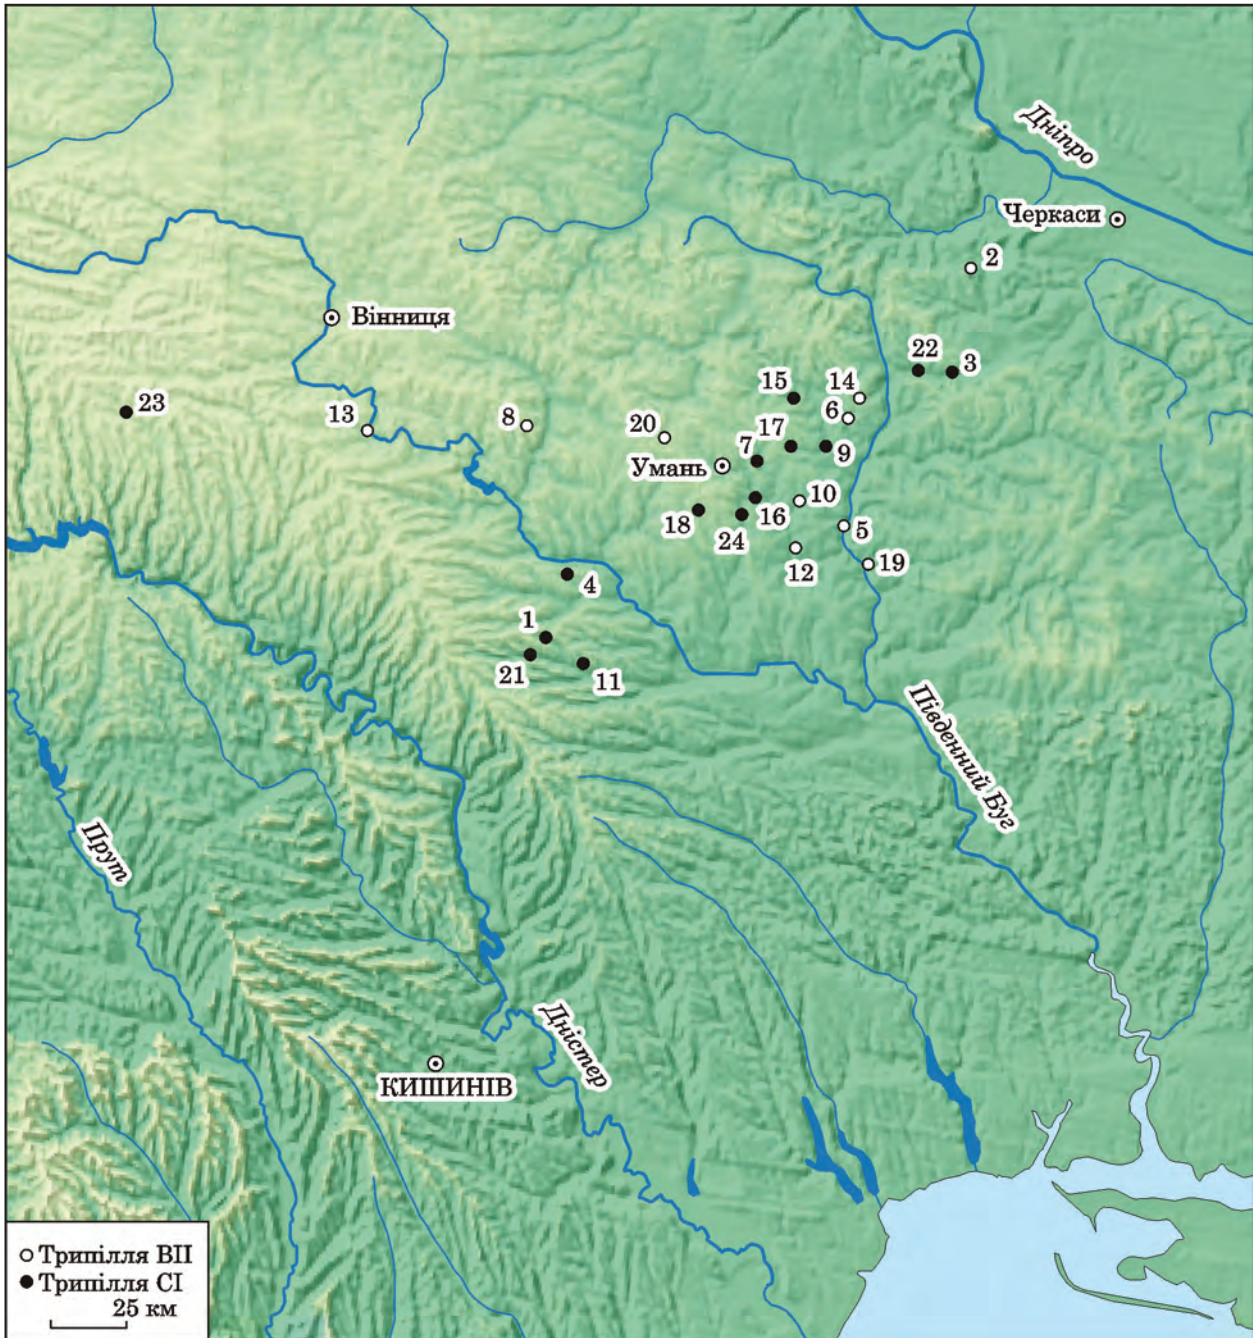 Дніпро
Черкаси
2
Вінниця
22
3
15
14
23
8
6
13
20
17
7
9
Умань
10
18
16
24
5
12
19
4
1
21
11
Південний Буг
Прут
Дністер
КИШИНІВ
Трипілля ВІІ
Трипілля СІ
25 км